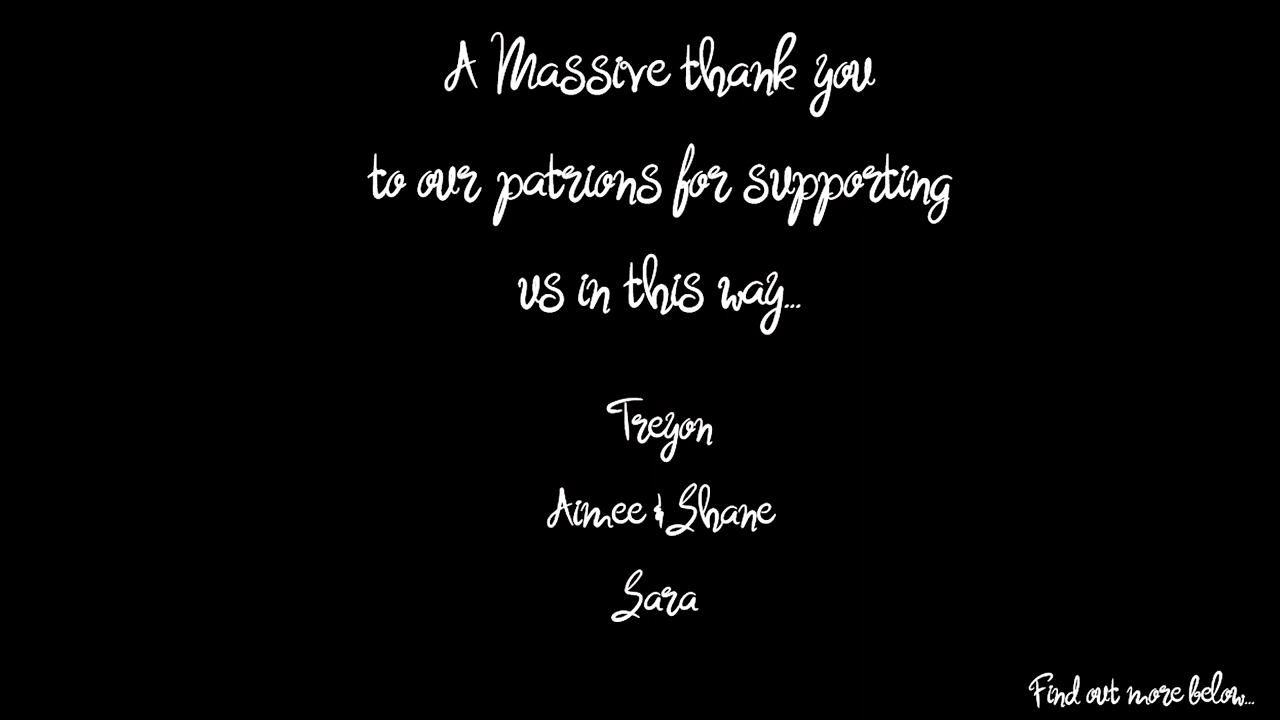 A Massive thank you
to our patrions for supporting
us in this way...
Treyon
Aimee & Shane
Sara
Find out more below...